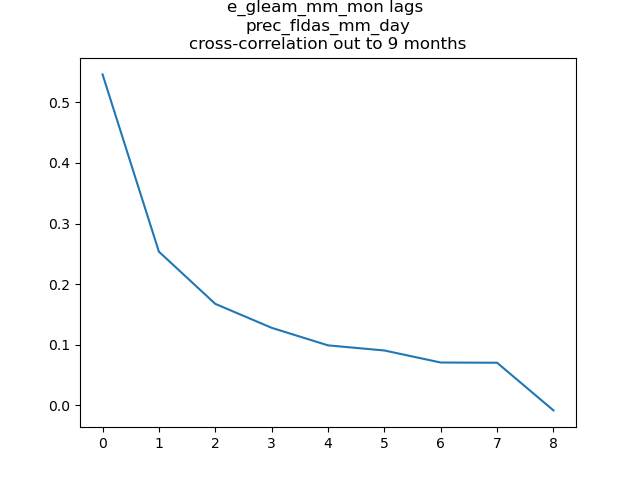 e_gleam_mm_mon lags
prec_fldas_mm_day
cross-correlation out to 9 months
0.5
0.4
0.3
0.2
0.1
0.0
0 1 2 3 4 5 6 7 8